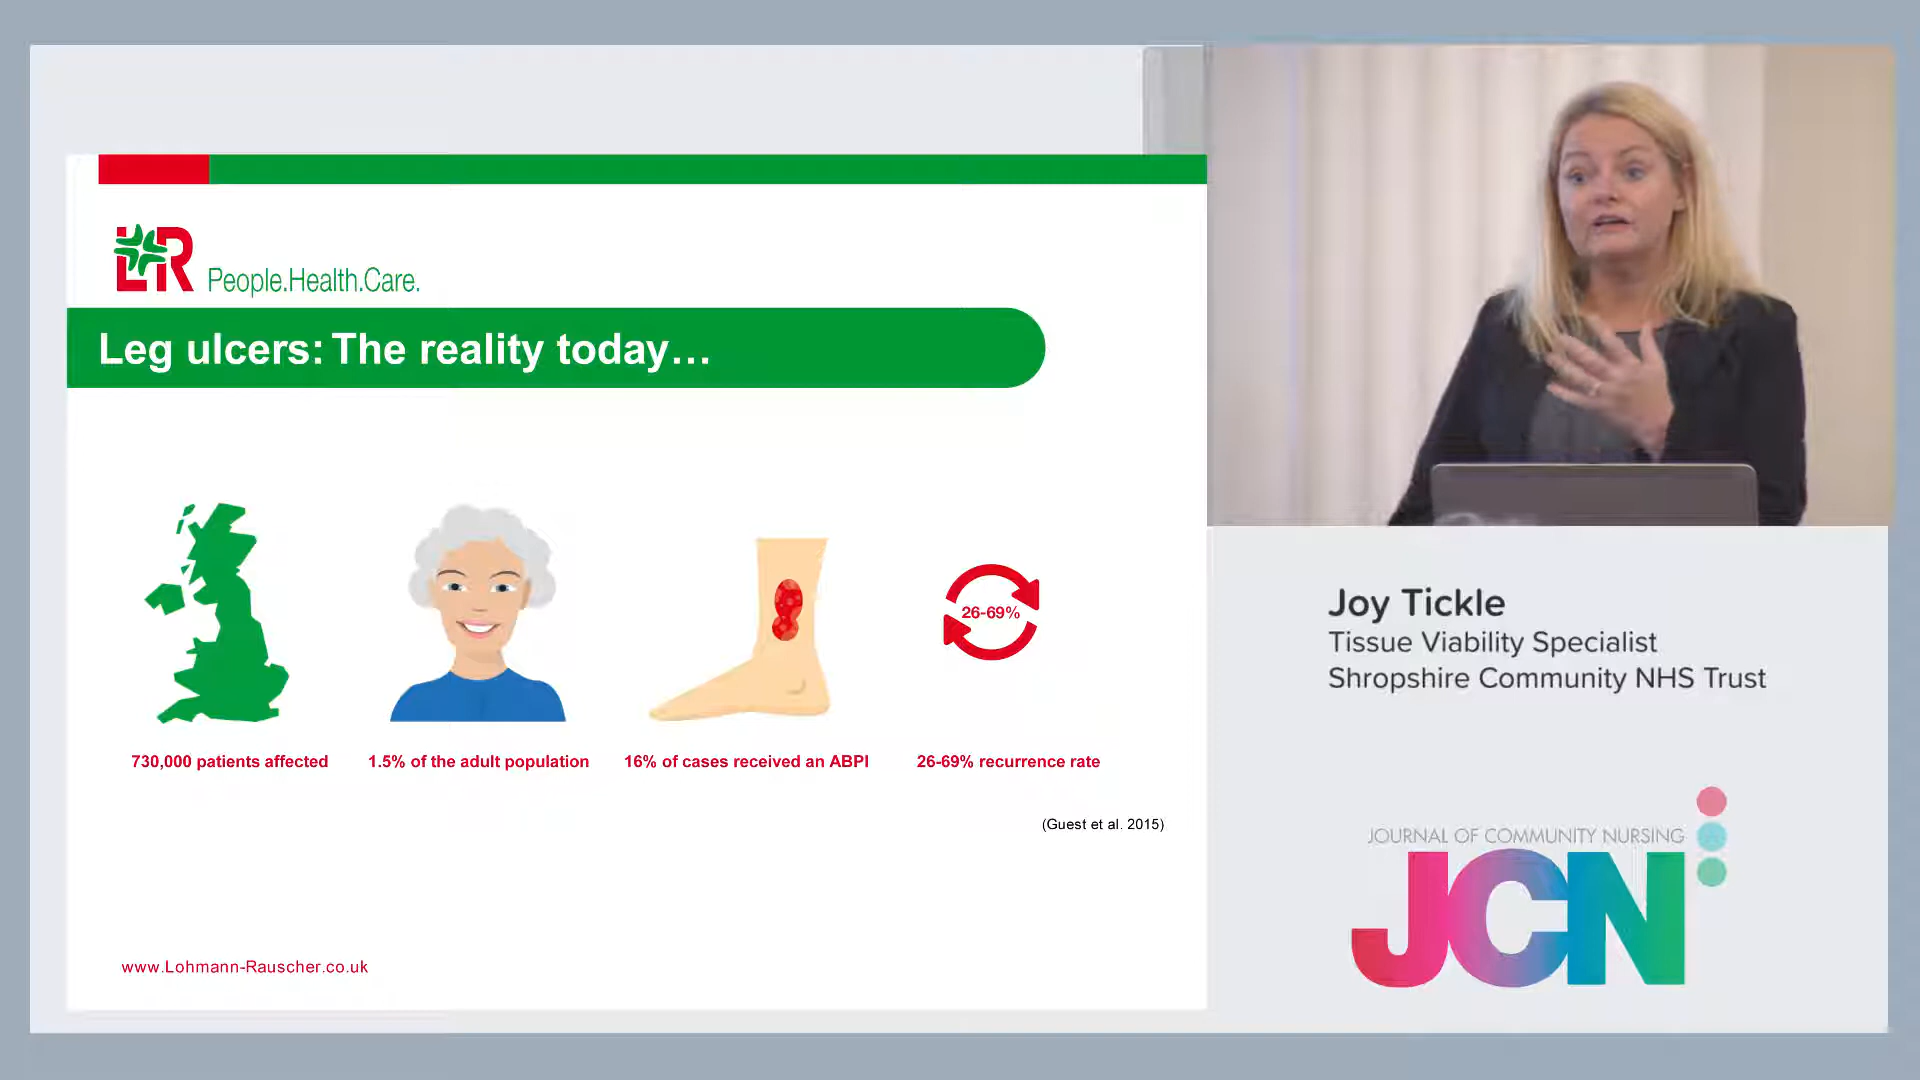 L&R People.Health.Care.
Leg ulcers: The reality today…
26-69%
730,000 patients affected
1.5% of the adult population
16% of cases received an ABPI
26-69% recurrence rate
(Guest et al. 2015)
www.Lohmann-Rauscher.co.uk
Joy Tickle
Tissue Viability Specialist
Shropshire Community NHS Trust
JOURNAL OF COMMUNITY NURSING
JCN